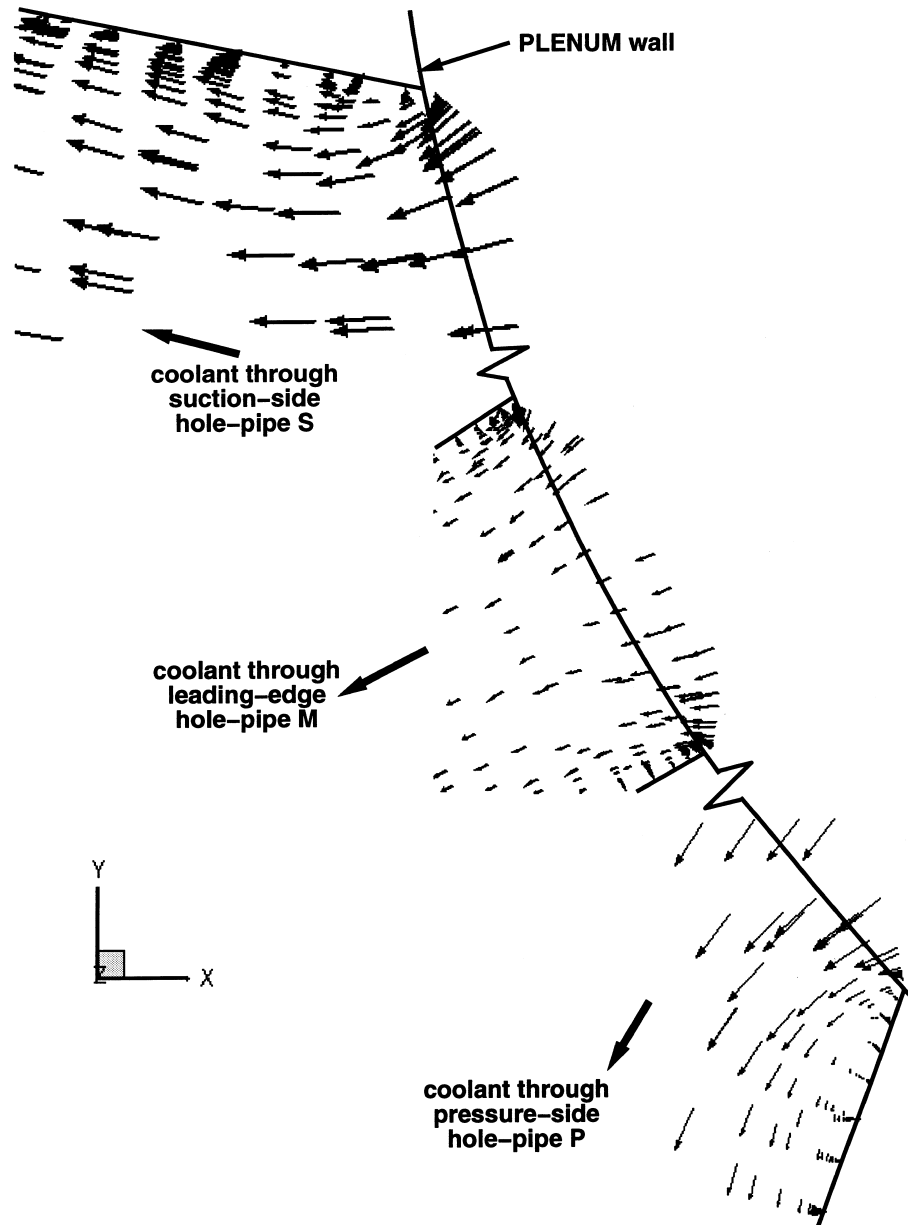 PLENUM wall
coolant through
suction–side
hole–pipe S
coolant through
leading–edge
hole–pipe M
Y
Z
X
coolant through
pressure–side
hole–pipe P